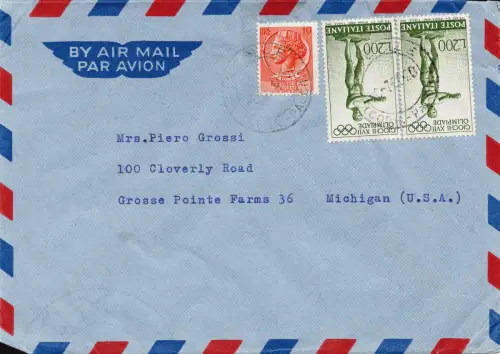 BY AIR MAIL
PAR AVION
POSTE ITALIANE
L.200
GIOCHI XVII
OLIMPIADE
POSTE ITALIANE
L.200
GIOCHI XVII
OLIMPIADE
Mrs.Piero Grossi
100 Cloverly Road
Grosse Pointe Farms 36 Michigan (U.S.A.)